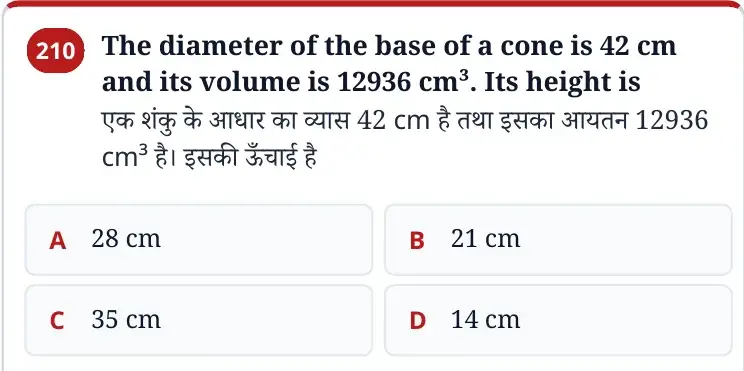 210 The diameter of the base of a cone is 42 cm
and its volume is 12936 cm³. Its height is
एक शंकु के आधार का व्यास 42 cm है तथा इसका आयतन 12936
cm³ है। इसकी ऊँचाई है
A 28 cm
B 21 cm
C 35 cm
D 14 cm